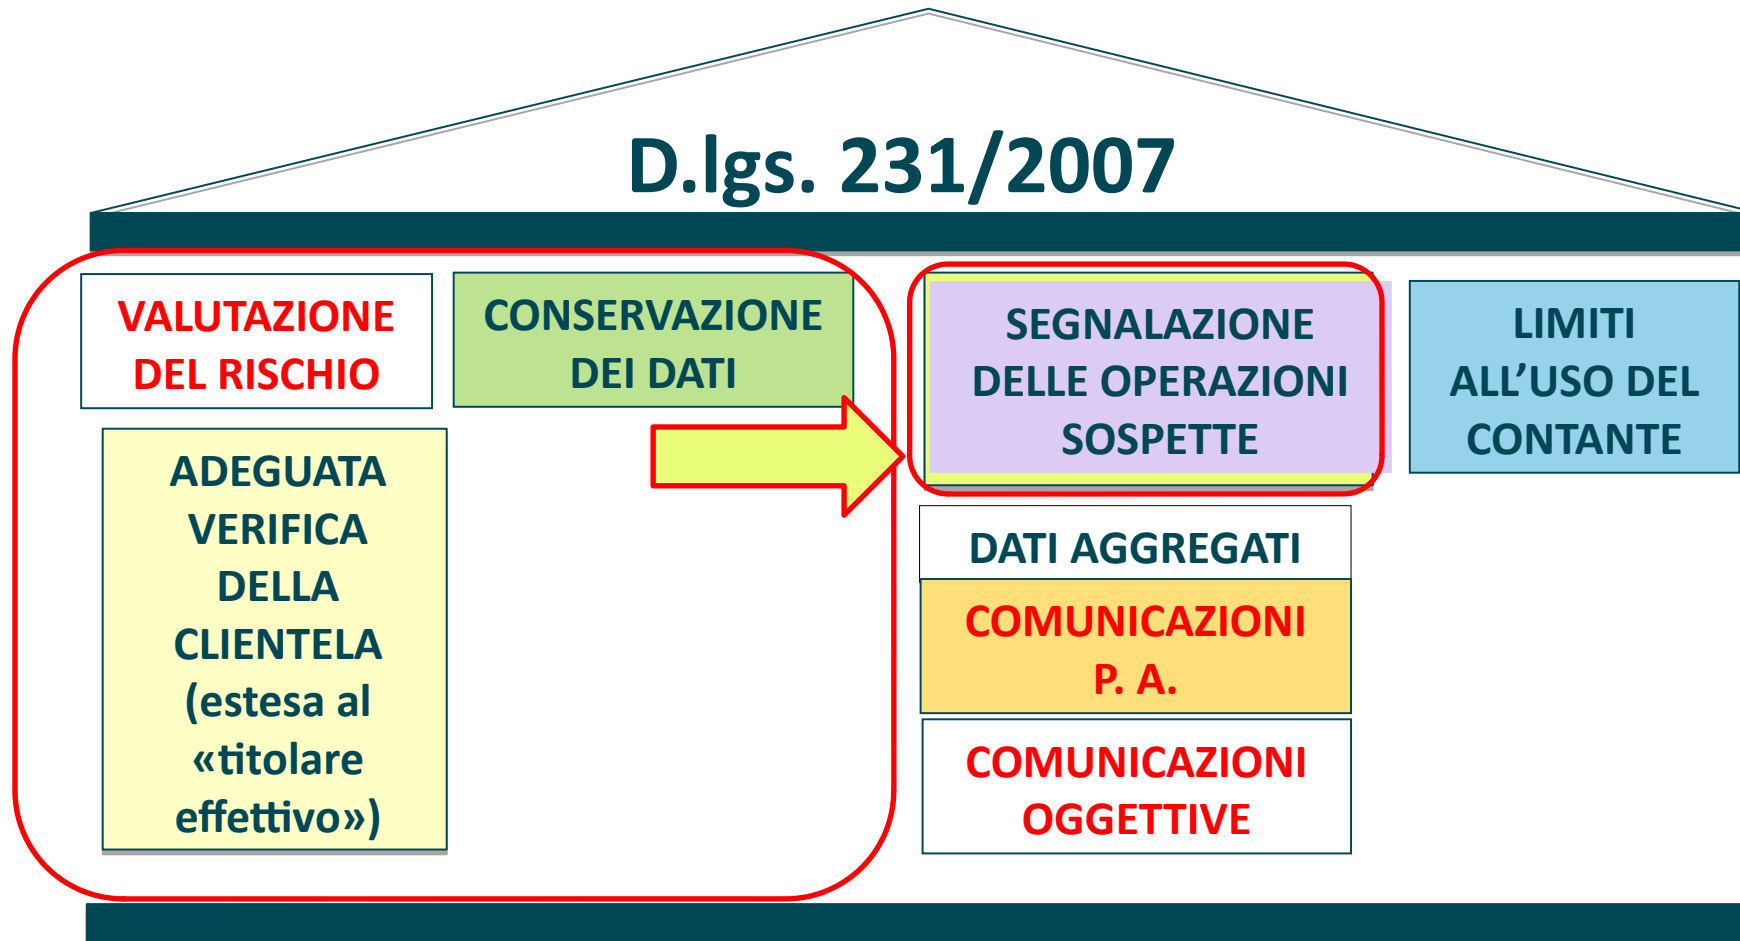 D.lgs. 231/2007
VALUTAZIONE
DEL RISCHIO
CONSERVAZIONE
DEI DATI
SEGNALAZIONE
DELLE OPERAZIONI
SOSPETTE
LIMITI
ALL’USO DEL
CONTANTE
ADEGUATA
VERIFICA
DELLA
CLIENTELA
(estesa al
«titolare
effettivo»)
DATI AGGREGATI
COMUNICAZIONI
P. A.
COMUNICAZIONI
OGGETTIVE